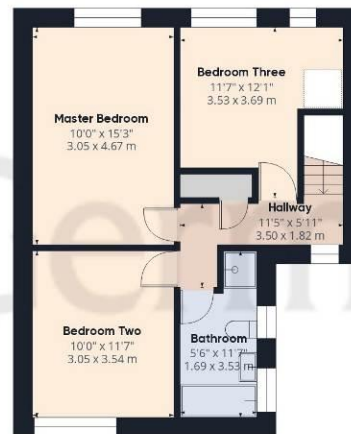 Bedroom Three
11'7" x 12'1"
3.53 x 3.69 m
Master Bedroom
10'0" x 15'3"
3.05 x 4.67 m
Hallway
11'5" x 5'11"
3.50 x 1.82 m
Bedroom Two
10'0" x 11'7"
3.05 x 3.54 m
Bathroom
5'6" x 11'7"
1.69 x 3.53 m